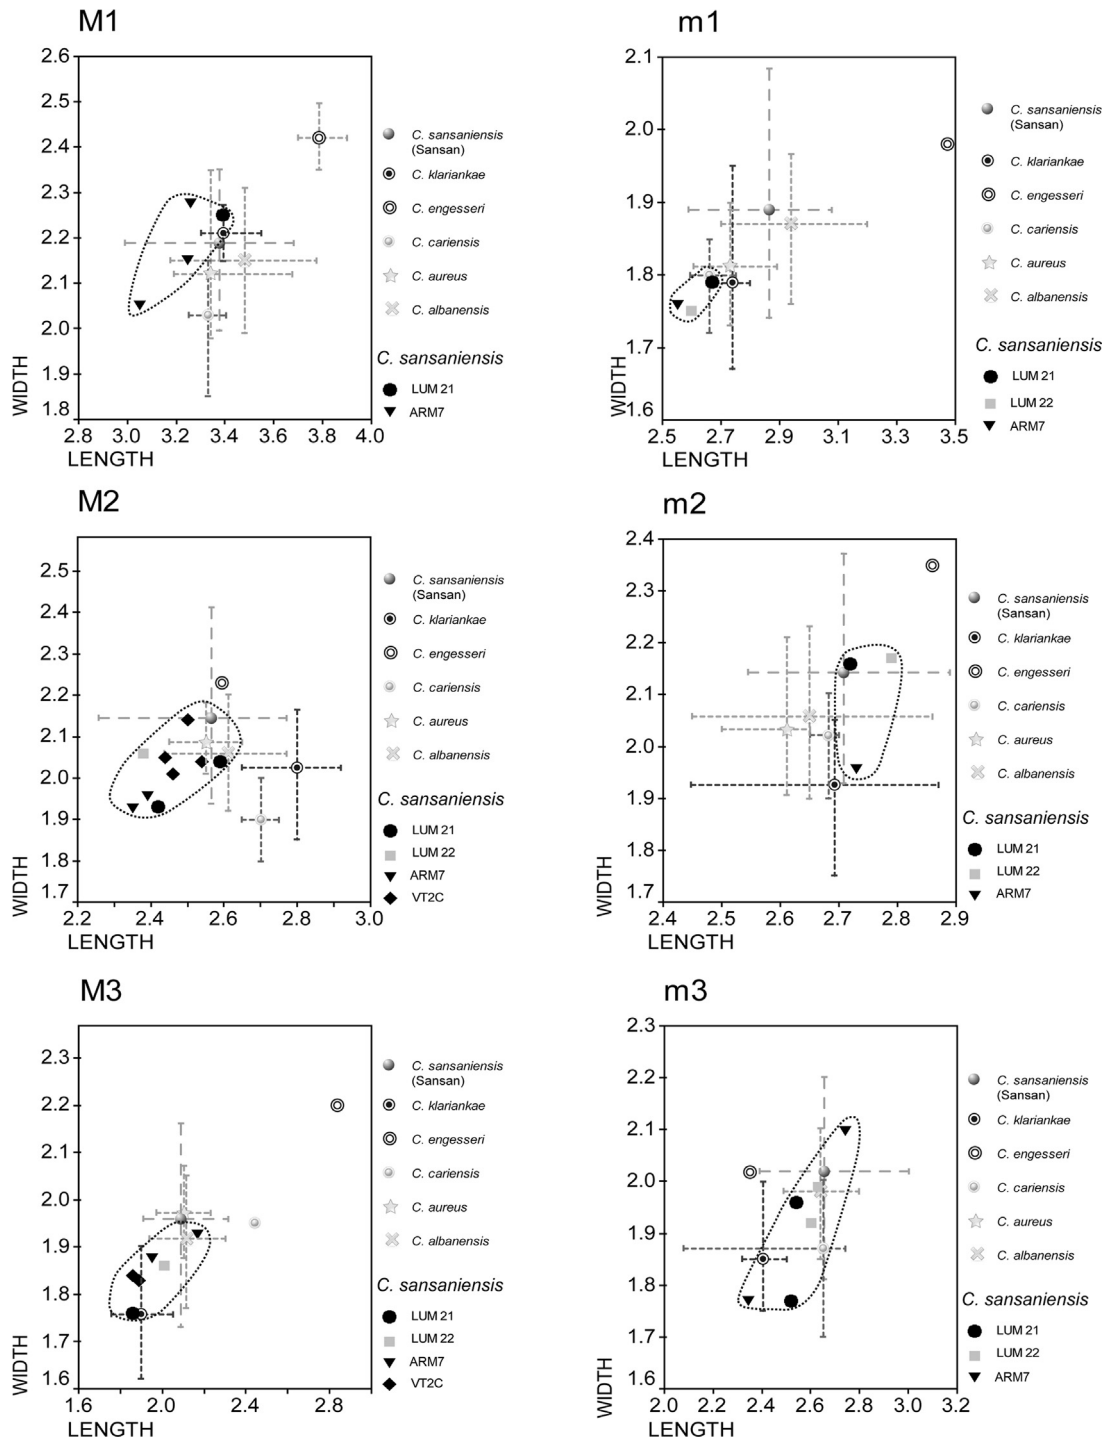 M1
2.6
2.5
2.4
2.3
2.2
2.1
2.0
1.9
1.8
WIDTH
2.8 3.0 3.2 3.4 3.6 3.8 4.0
LENGTH
C. sansaniensis
(Sansan)
C. klariankae
C. engesseri
C. cariensis
C. aureus
C. albanensis
C. sansaniensis
LUM 21
ARM7
m1
2.1
2.0
1.9
1.8
1.7
1.6
WIDTH
2.5 2.7 2.9 3.1 3.3 3.5
LENGTH
C. sansaniensis
(Sansan)
C. klariankae
C. engesseri
C. cariensis
C. aureus
C. albanensis
C. sansaniensis
LUM 21
LUM 22
ARM7
M2
2.5
2.4
2.3
2.2
2.1
2.0
1.9
1.8
1.7
WIDTH
2.2 2.4 2.6 2.8 3.0
LENGTH
C. sansaniensis
(Sansan)
C. klariankae
C. engesseri
C. cariensis
C. aureus
C. albanensis
C. sansaniensis
LUM 21
LUM 22
ARM7
VT2C
m2
2.4
2.3
2.2
2.1
2.0
1.9
1.8
1.7
WIDTH
2.4 2.5 2.6 2.7 2.8 2.9
LENGTH
C. sansaniensis
(Sansan)
C. klariankae
C. engesseri
C. cariensis
C. aureus
C. albanensis
C. sansaniensis
LUM 21
LUM 22
ARM7
M3
2.3
2.2
2.1
2.0
1.9
1.8
1.7
1.6
WIDTH
1.6 2.0 2.4 2.8
LENGTH
C. sansaniensis
(Sansan)
C. klariankae
C. engesseri
C. cariensis
C. aureus
C. albanensis
C. sansaniensis
LUM 21
LUM 22
ARM7
VT2C
m3
2.3
2.2
2.1
2.0
1.9
1.8
1.7
1.6
WIDTH
2.0 2.2 2.4 2.6 2.8 3.0 3.2
LENGTH
C. sansaniensis
(Sansan)
C. klariankae
C. engesseri
C. cariensis
C. aureus
C. albanensis
C. sansaniensis
LUM 21
LUM 22
ARM7